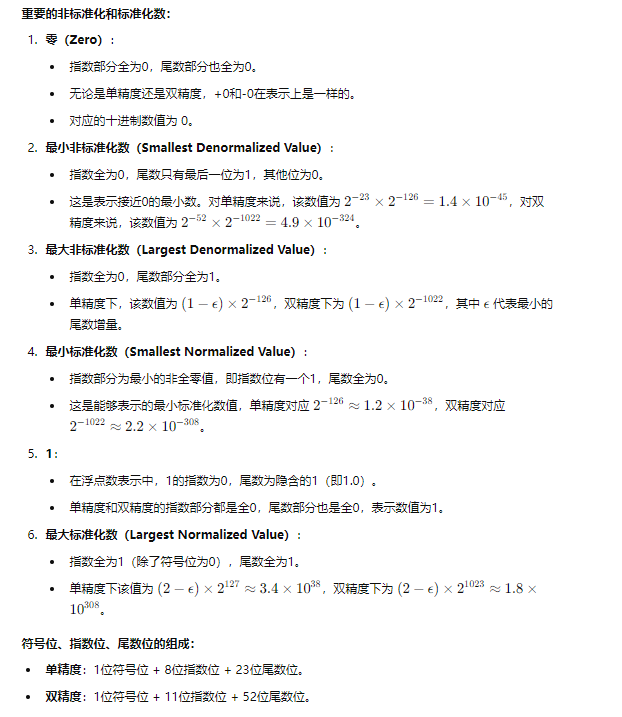 重要的非标准化和标准化数：
1. 零（Zero）：
• 指数部分全为0，尾数部分也全为0。
• 无论是单精度还是双精度，+0和-0在表示上是一样的。
• 对应的十进制数值为 0。
2. 最小非标准化数（Smallest Denormalized Value）：
• 指数全为0，尾数只有最后一位为1，其他位为0。
• 这是表示接近0的最小数。对单精度来说，该数值为 2^{-23} × 2^{-126} = 1.4 × 10^{-45}，对双
精度来说，该数值为 2^{-52} × 2^{-1022} = 4.9 × 10^{-324}。
3. 最大非标准化数（Largest Denormalized Value）：
• 指数全为0，尾数部分全为1。
• 单精度下，该数值为 (1 − ϵ) × 2^{-126}，双精度下为 (1 − ϵ) × 2^{-1022}，其中 ϵ 代表最小的
尾数增量。
4. 最小标准化数（Smallest Normalized Value）：
• 指数部分为最小的非全零值，即指数位有一个1，尾数全为0。
• 这是能够表示的最小标准化数值，单精度对应 2^{-126} ≈ 1.2 × 10^{-38}，双精度对应
2^{-1022} ≈ 2.2 × 10^{-308}。
5. 1：
• 在浮点数表示中，1的指数为0，尾数为隐含的1（即1.0）。
• 单精度和双精度的指数部分都是全0，尾数部分也是全0，表示数值为1。
6. 最大标准化数（Largest Normalized Value）：
• 指数全为1（除了符号位为0），尾数全为1。
• 单精度下该值为 (2 − ϵ) × 2^{127} ≈ 3.4 × 10^{38}，双精度下为 (2 − ϵ) × 2^{1023} ≈ 1.8 ×
10^{308}。
符号位、指数位、尾数位的组成：
• 单精度：1位符号位 + 8位指数位 + 23位尾数位。
• 双精度：1位符号位 + 11位指数位 + 52位尾数位。